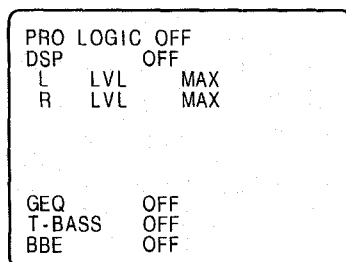 PRO LOGIC OFF
DSP OFF
L LVL MAX
R LVL MAX
GEQ OFF
T-BASS OFF
BBE OFF